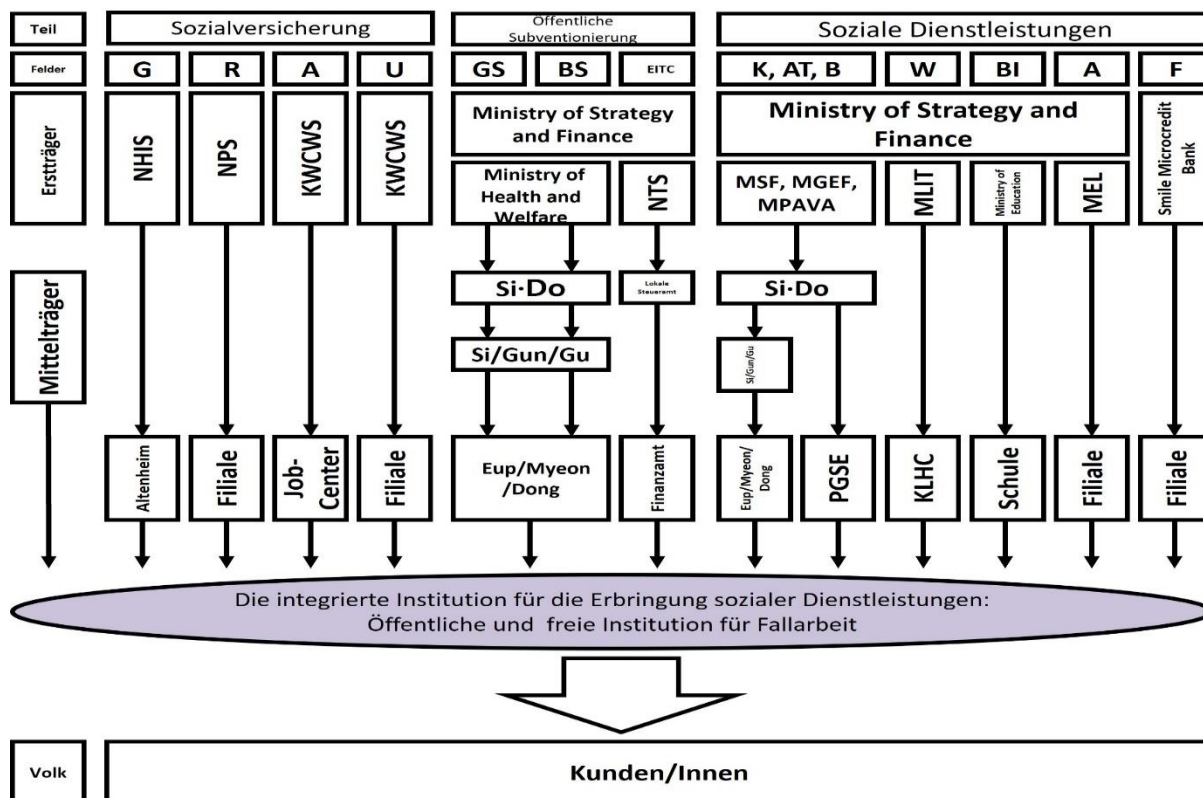 Teil
Sozialversicherung
Öffentliche
Subventionierung
Soziale Dienstleistungen
Felder
G
R
A
U
GS
BS
EITC
K, AT, B
W
BI
A
F
Erstträger
NHIS
NPS
KWCWS
KWCWS
Ministry of Strategy
and Finance
Ministry of Strategy and
Finance
Smile Microcredit
Bank
Ministry of
Health and
Welfare
NTS
MSF, MGEF,
MPAVA
MLIT
Ministry of
Education
MEL
Mittelträger
Si·Do
Lokale
Steueramt
Si·Do
Si/Gun/Gu
Si/Gun/Gu
Altenheim
Filiale
Job-
Center
Filiale
Eup/Myeon
/Dong
Finanzamt
Eup/Myeon/
Dong
PGSE
KLHC
Schule
Filiale
Filiale
Die integrierte Institution für die Erbringung sozialer Dienstleistungen:
Öffentliche und freie Institution für Fallarbeit
Volk
Kunden/Innen